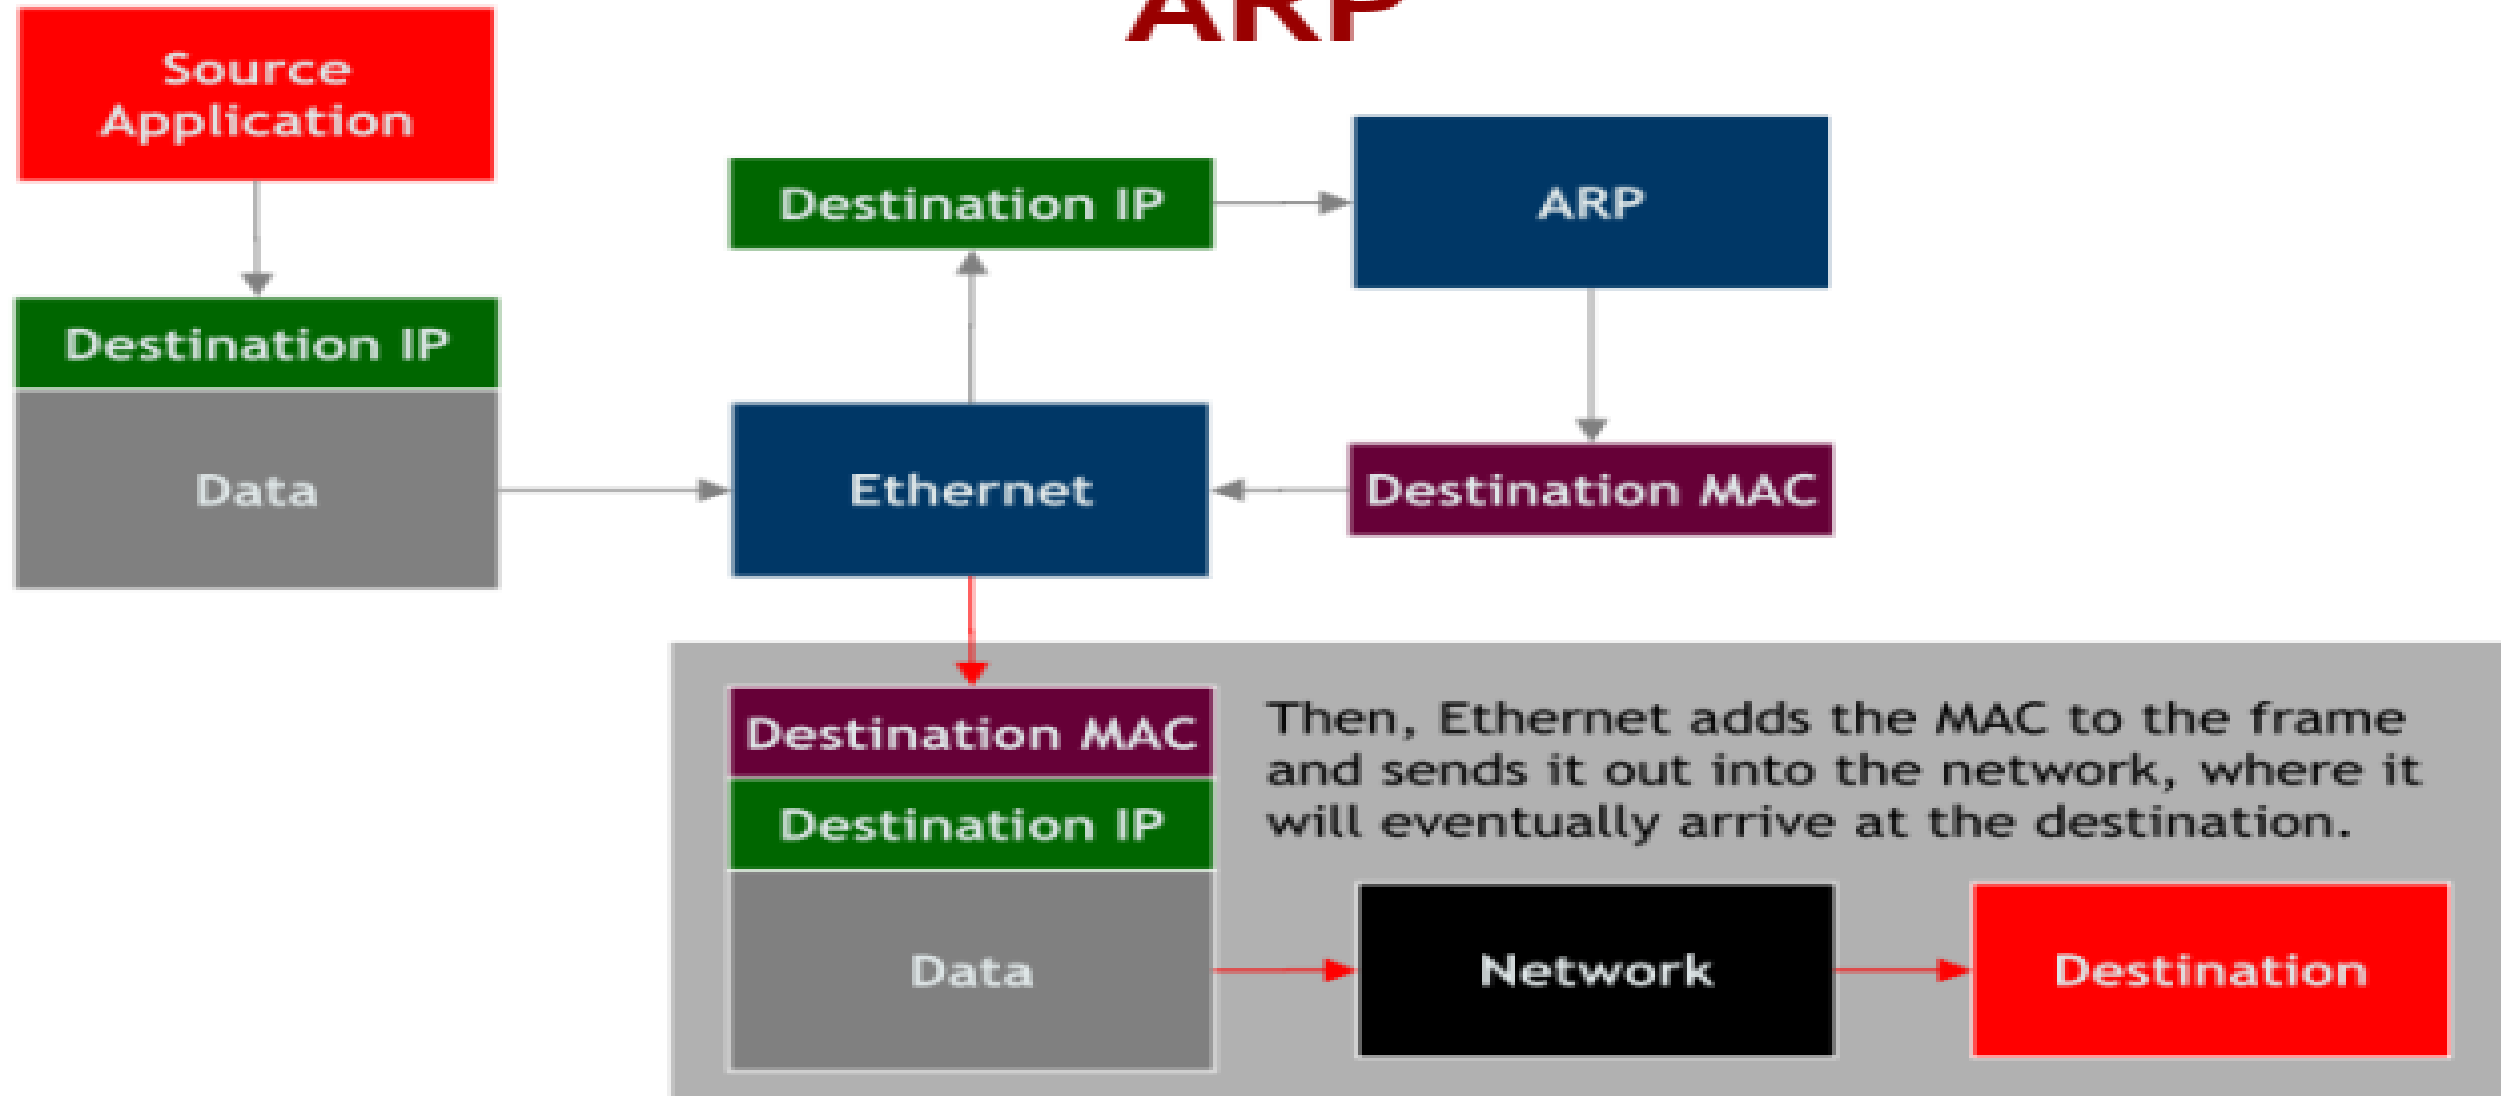 ARP
Source
Application
Destination IP
ARP
Destination IP
Data
Ethernet
Destination MAC
Destination MAC
Then, Ethernet adds the MAC to the frame
and sends it out into the network, where it
will eventually arrive at the destination.
Destination IP
Data
Network
Destination